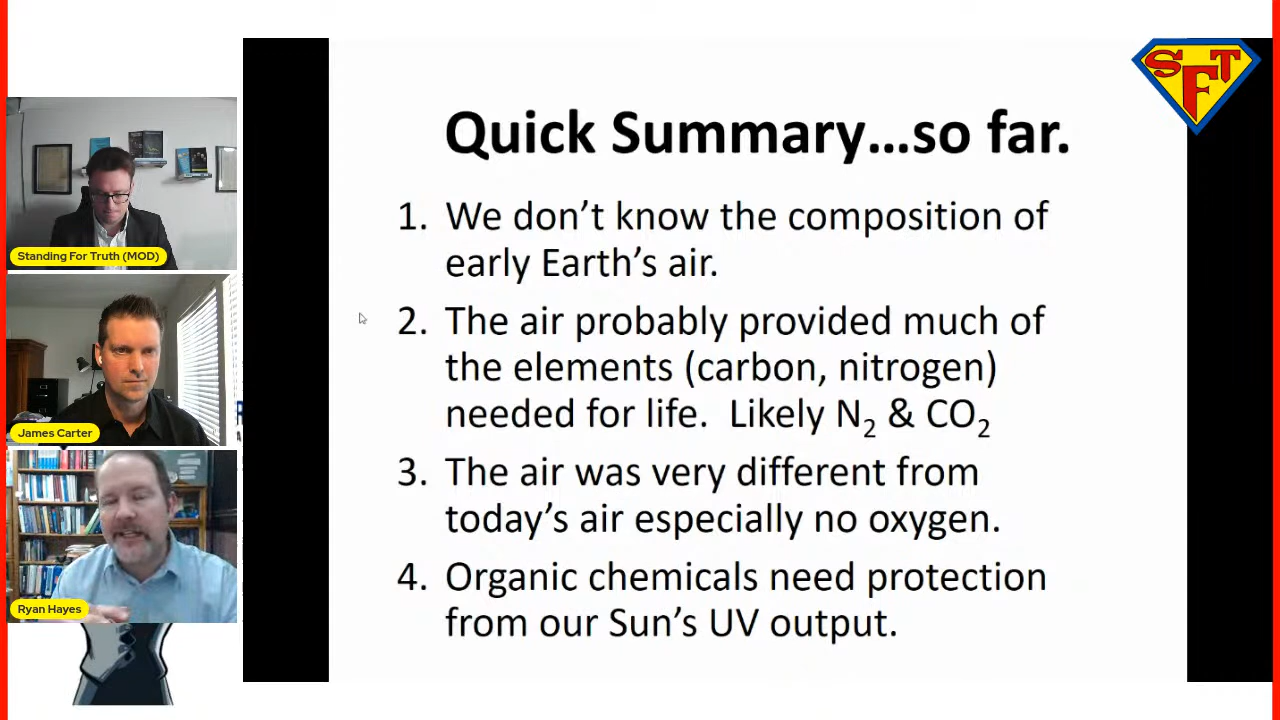 SFT
Quick Summary…so far.
1. We don’t know the composition of
early Earth’s air.
2. The air probably provided much of
the elements (carbon, nitrogen)
needed for life.  Likely N₂ & CO₂
3. The air was very different from
today’s air especially no oxygen.
4. Organic chemicals need protection
from our Sun’s UV output.
Standing For Truth (MOD)
James Carter
Ryan Hayes